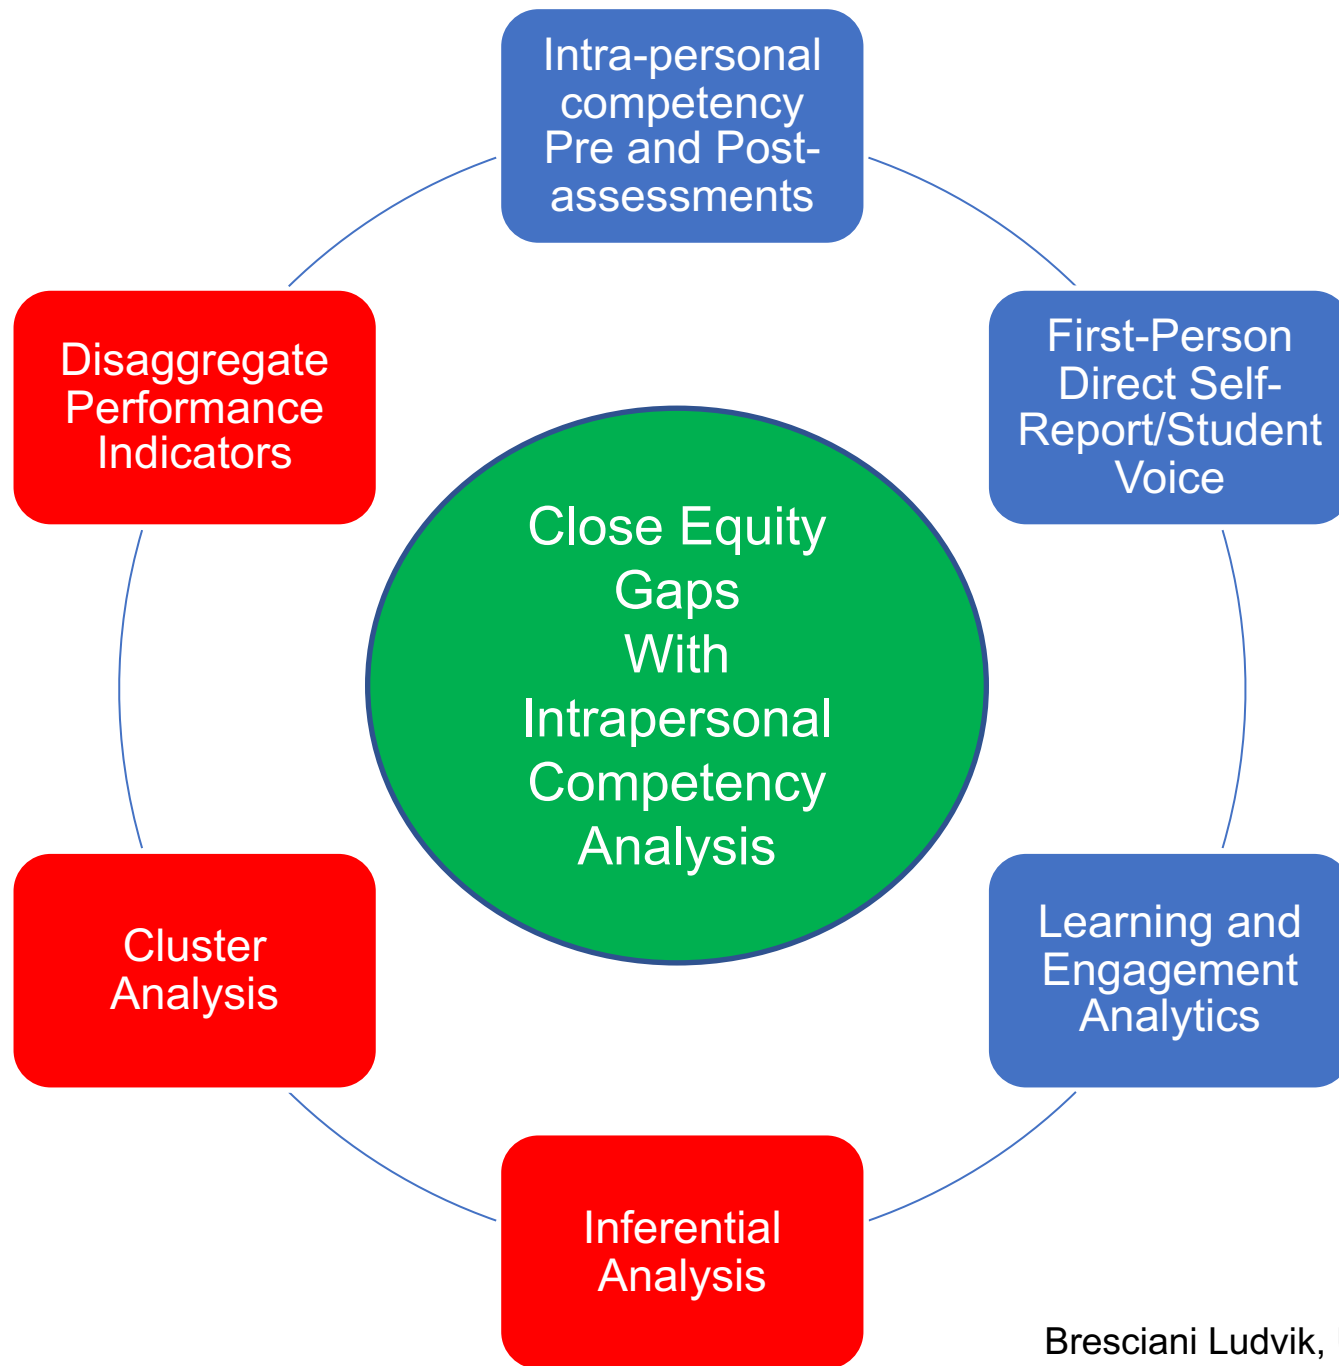 Intra-personal
competency
Pre and Post-
assessments
First-Person
Direct Self-
Report/Student
Voice
Learning and
Engagement
Analytics
Inferential
Analysis
Cluster
Analysis
Disaggregate
Performance
Indicators
Close Equity
Gaps
With
Intrapersonal
Competency
Analysis
Bresciani Ludvik,